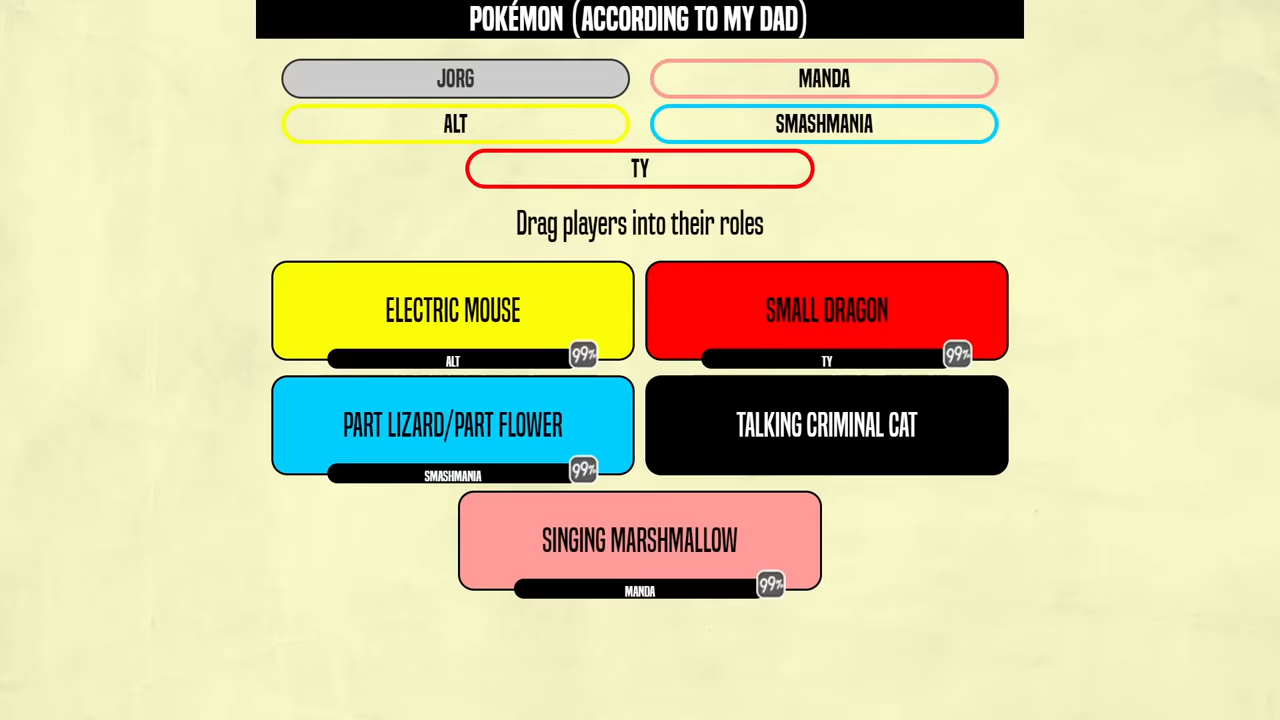 POKÉMON (ACCORDING TO MY DAD)
JORG
MANDA
ALT
SMASHMANIA
TY
Drag players into their roles
ELECTRIC MOUSE
ALT
99%
SMALL DRAGON
TY
99%
PART LIZARD/PART FLOWER
SMASHMANIA
99%
TALKING CRIMINAL CAT
SINGING MARSHMALLOW
MANDA
99%